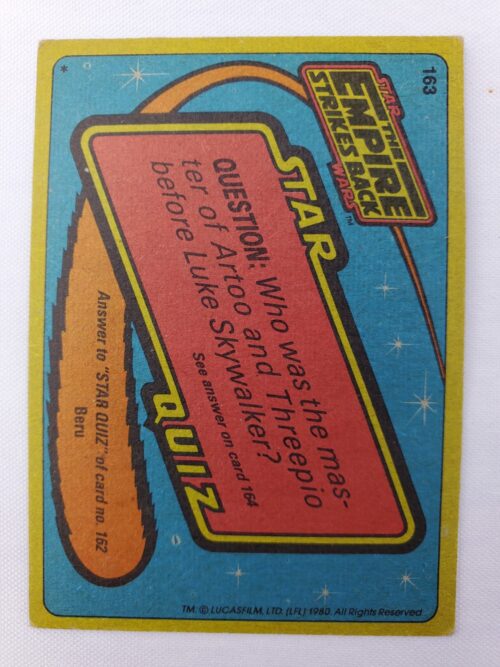 163
STAR
THE
EMPIRE
STRIKES BACK
WARS™
STAR
QUESTION: Who was the mas-
ter of Artoo and Threepio
before Luke Skywalker?
See answer on card 164
QUIZ
Answer to "STAR QUIZ" of card no. 162
Beru
*
TM: © LUCASFILM, LTD. (LFL) 1980. All Rights Reserved